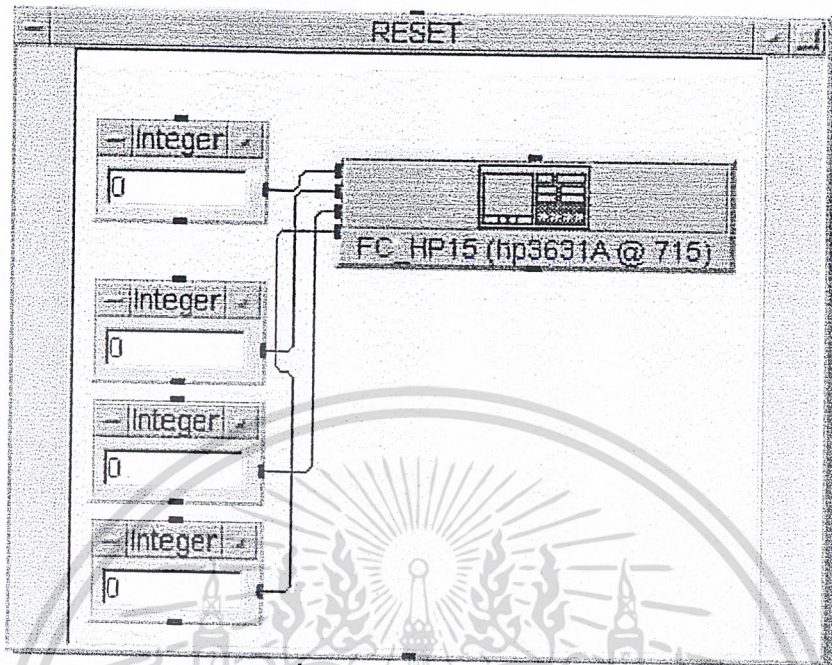 RESET
Integer
0
FC_HP15 (hp3631A @ 715)
Integer
0
Integer
0
Integer
0